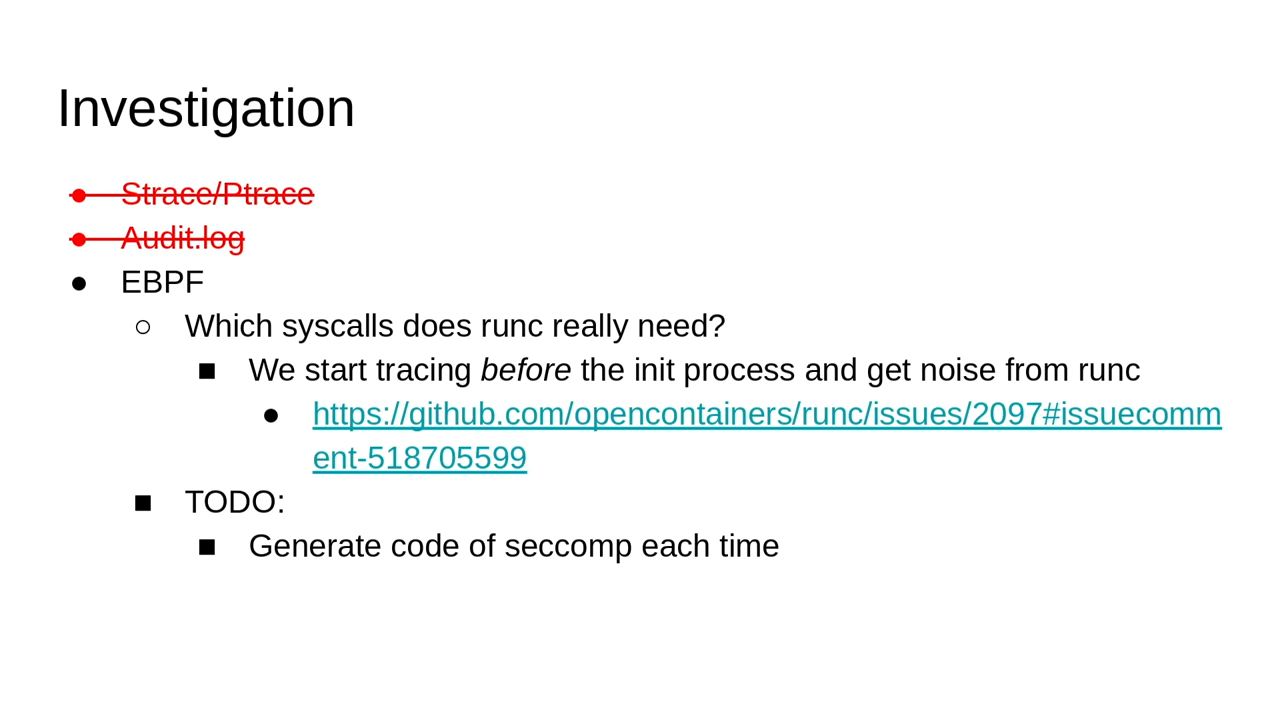 Investigation
● Strace/Ptrace
● Audit.log
● EBPF
○ Which syscalls does runc really need?
■ We start tracing before the init process and get noise from runc
● https://github.com/opencontainers/runc/issues/2097#issuecomm
ent-518705599
■ TODO:
■ Generate code of seccomp each time